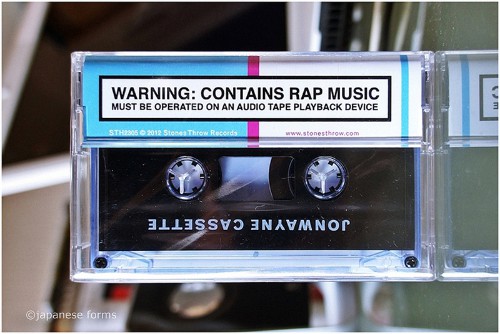 WARNING: CONTAINS RAP MUSIC
MUST BE OPERATED ON AN AUDIO TAPE PLAYBACK DEVICE
STH2305 © 2012 Stones Throw Records
www.stonesthrow.com
JONWAYNE CASSETTE
©japanese forms